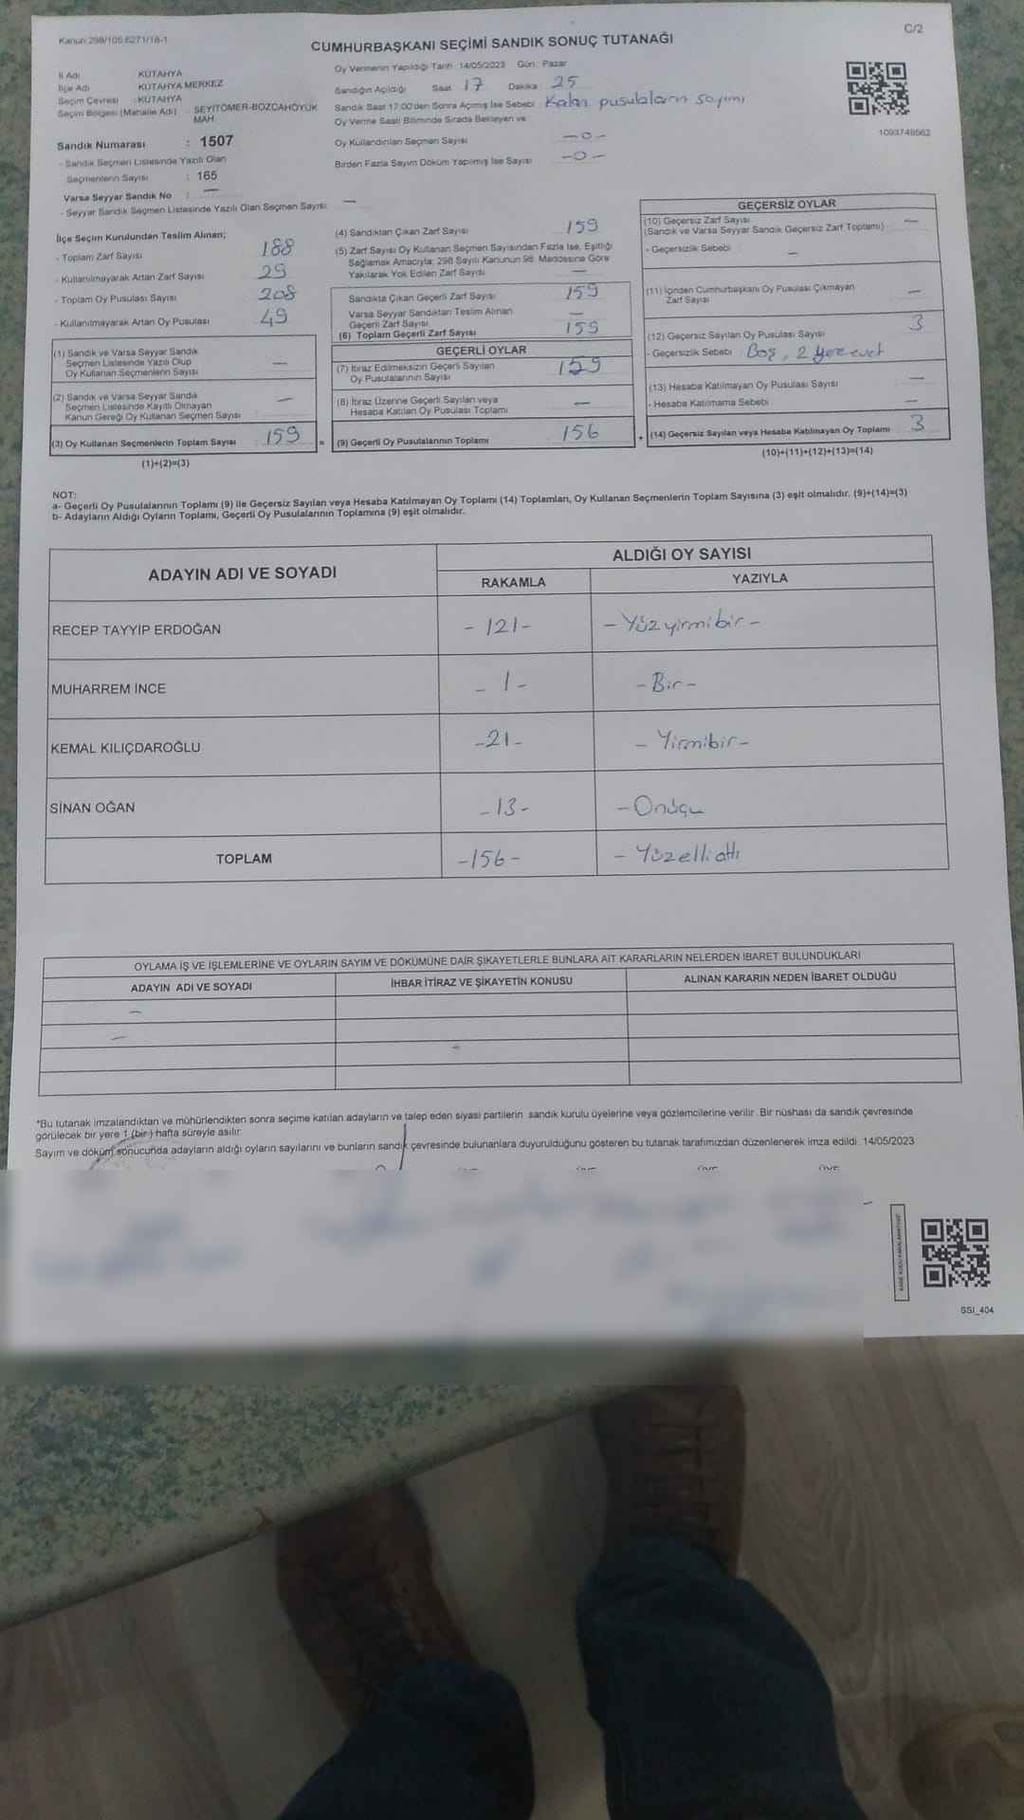 Kanun 298/105 6271/18-1
C/2
CUMHURBAŞKANI SEÇİMİ SANDIK SONUÇ TUTANAĞI
İl Adı KÜTAHYA
İlçe Adı KÜTAHYA MERKEZ
Seçim Çevresi : KÜTAHYA
Seçim Bölgesi (Mahalle Adı) SEYİTÖMER-BOZCAHÖYÜK MAH.
Sandık Numarası : 1507
- Sandık Seçmen Listesinde Yazılı Olan
Seçmenlerin Sayısı : 165
Varsa Seyyar Sandık No : —
- Seyyar Sandık Seçmen Listesinde Yazılı Olan Seçmen Sayısı —
Oy Vermenin Yapıldığı Tarih 14/05/2023 Gün: Pazar
Sandığın Açıldığı Saat 17 Dakika 25
Sandık Saat 17:00'den Sonra Açılmış İse Sebebi Kalan pusulaların sayımı
Oy Verme Saati Bitiminde Sırada Bekleyen ve
Oy Kullandırılan Seçmen Sayısı —0—
Birden Fazla Sayım Döküm Yapılmış İse Sayısı —0—
1093748562
İlçe Seçim Kurulundan Teslim Alınan;
- Toplam Zarf Sayısı 188
- Kullanılmayarak Artan Zarf Sayısı 29
- Toplam Oy Pusulası Sayısı 208
- Kullanılmayarak Artan Oy Pusulası 49
(1) Sandık ve Varsa Seyyar Sandık
Seçmen Listesinde Yazılı Olup
Oy Kullanan Seçmenlerin Sayısı —
(2) Sandık ve Varsa Seyyar Sandık
Seçmen Listesinde Kayıtlı Olmayan
Kanun Gereği Oy Kullanan Seçmen Sayısı —
(3) Oy Kullanan Seçmenlerin Toplam Sayısı 159 =
(1)+(2)=(3)
(4) Sandıktan Çıkan Zarf Sayısı 159
(5) Zarf Sayısı Oy Kullanan Seçmen Sayısından Fazla İse, Eşitliği
Sağlamak Amacıyla; 298 Sayılı Kanunun 98. Maddesine Göre
Yakılarak Yok Edilen Zarf Sayısı —
Sandıkta Çıkan Geçerli Zarf Sayısı 159
Varsa Seyyar Sandıktan Teslim Alınan
Geçerli Zarf Sayısı —
(6) Toplam Geçerli Zarf Sayısı 159
GEÇERLİ OYLAR
(7) İtiraz Edilmeksizin Geçerli Sayılan
Oy Pusulalarının Sayısı 159
(8) İtiraz Üzerine Geçerli Sayılan veya
Hesaba Katılan Oy Pusulası Toplamı —
(9) Geçerli Oy Pusulalarının Toplamı 156 +
GEÇERSİZ OYLAR
(10) Geçersiz Zarf Sayısı —
(Sandık ve Varsa Seyyar Sandık Geçersiz Zarf Toplamı)
- Geçersizlik Sebebi —
(11) İçinden Cumhurbaşkanı Oy Pusulası Çıkmayan
Zarf Sayısı —
(12) Geçersiz Sayılan Oy Pusulası Sayısı 3
- Geçersizlik Sebebi Boş, 2 yere evet
(13) Hesaba Katılmayan Oy Pusulası Sayısı —
- Hesaba Katılmama Sebebi —
(14) Geçersiz Sayılan veya Hesaba Katılmayan Oy Toplamı 3
(10)+(11)+(12)+(13)=(14)
NOT:
a- Geçerli Oy Pusulalarının Toplamı (9) ile Geçersiz Sayılan veya Hesaba Katılmayan Oy Toplamı (14) Toplamları, Oy Kullanan Seçmenlerin Toplam Sayısına (3) eşit olmalıdır. (9)+(14)=(3)
b- Adayların Aldığı Oyların Toplamı, Geçerli Oy Pusulalarının Toplamına (9) eşit olmalıdır.
ADAYIN ADI VE SOYADI
ALDIĞI OY SAYISI
RAKAMLA YAZIYLA
RECEP TAYYİP ERDOĞAN - 121 - - Yüzyirmibir -
MUHARREM İNCE - 1 - - Bir -
KEMAL KILIÇDAROĞLU - 21 - - Yirmibir -
SİNAN OĞAN - 13 - - Onüçu
TOPLAM - 156 - - Yüzellialtı
OYLAMA İŞ VE İŞLEMLERİNE VE OYLARIN SAYIM VE DÖKÜMÜNE DAİR ŞİKAYETLERLE BUNLARA AİT KARARLARIN NELERDEN İBARET BULUNDUKLARI
ADAYIN ADI VE SOYADI İHBAR İTİRAZ VE ŞİKAYETİN KONUSU ALINAN KARARIN NEDEN İBARET OLDUĞU
—
—
-
*Bu tutanak imzalandıktan ve mühürlendikten sonra seçime katılan adayların ve talep eden siyasi partilerin sandık kurulu üyelerine veya gözlemcilerine verilir. Bir nüshası da sandık çevresinde
görülecek bir yere 1 (bir) hafta süreyle asılır.
Sayım ve döküm sonucunda adayların aldığı oyların sayılarını ve bunların sandık çevresinde bulunanlara duyurulduğunu gösteren bu tutanak tarafımızdan düzenlenerek imza edildi. 14/05/2023
SSI_404